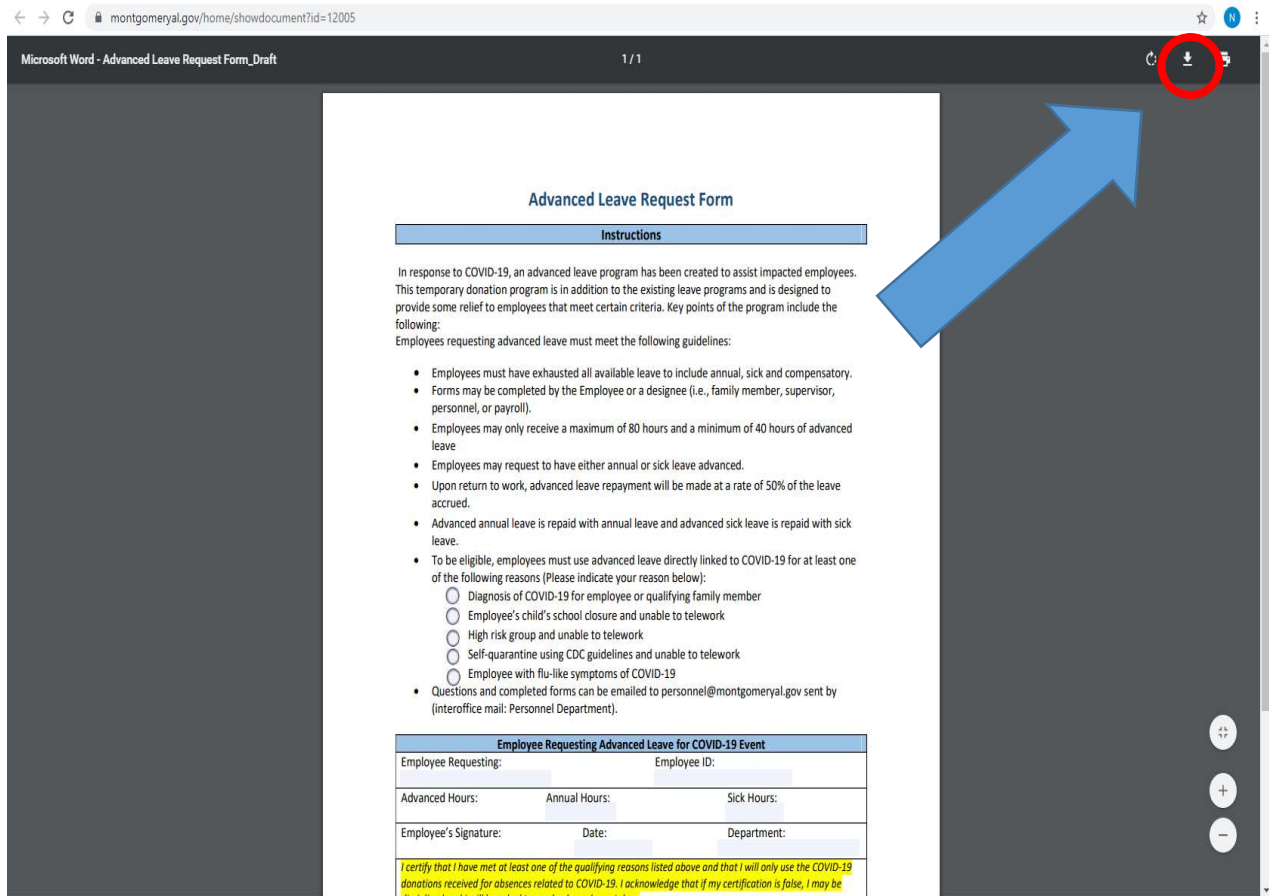 montgomeryal.gov/home/showdocument?id=12005
N
Microsoft Word - Advanced Leave Request Form_Draft
1 / 1
Advanced Leave Request Form
Instructions
In response to COVID-19, an advanced leave program has been created to assist impacted employees.
This temporary donation program is in addition to the existing leave programs and is designed to
provide some relief to employees that meet certain criteria. Key points of the program include the
following:
Employees requesting advanced leave must meet the following guidelines:
• Employees must have exhausted all available leave to include annual, sick and compensatory.
• Forms may be completed by the Employee or a designee (i.e., family member, supervisor,
personnel, or payroll).
• Employees may only receive a maximum of 80 hours and a minimum of 40 hours of advanced
leave
• Employees may request to have either annual or sick leave advanced.
• Upon return to work, advanced leave repayment will be made at a rate of 50% of the leave
accrued.
• Advanced annual leave is repaid with annual leave and advanced sick leave is repaid with sick
leave.
• To be eligible, employees must use advanced leave directly linked to COVID-19 for at least one
of the following reasons (Please indicate your reason below):
Diagnosis of COVID-19 for employee or qualifying family member
Employee's child's school closure and unable to telework
High risk group and unable to telework
Self-quarantine using CDC guidelines and unable to telework
Employee with flu-like symptoms of COVID-19
• Questions and completed forms can be emailed to personnel@montgomeryal.gov sent by
(interoffice mail: Personnel Department).
Employee Requesting Advanced Leave for COVID-19 Event
Employee Requesting: Employee ID:
Advanced Hours: Annual Hours: Sick Hours:
Employee's Signature: Date: Department:
I certify that I have met at least one of the qualifying reasons listed above and that I will only use the COVID-19
donations received for absences related to COVID-19. I acknowledge that if my certification is false, I may be